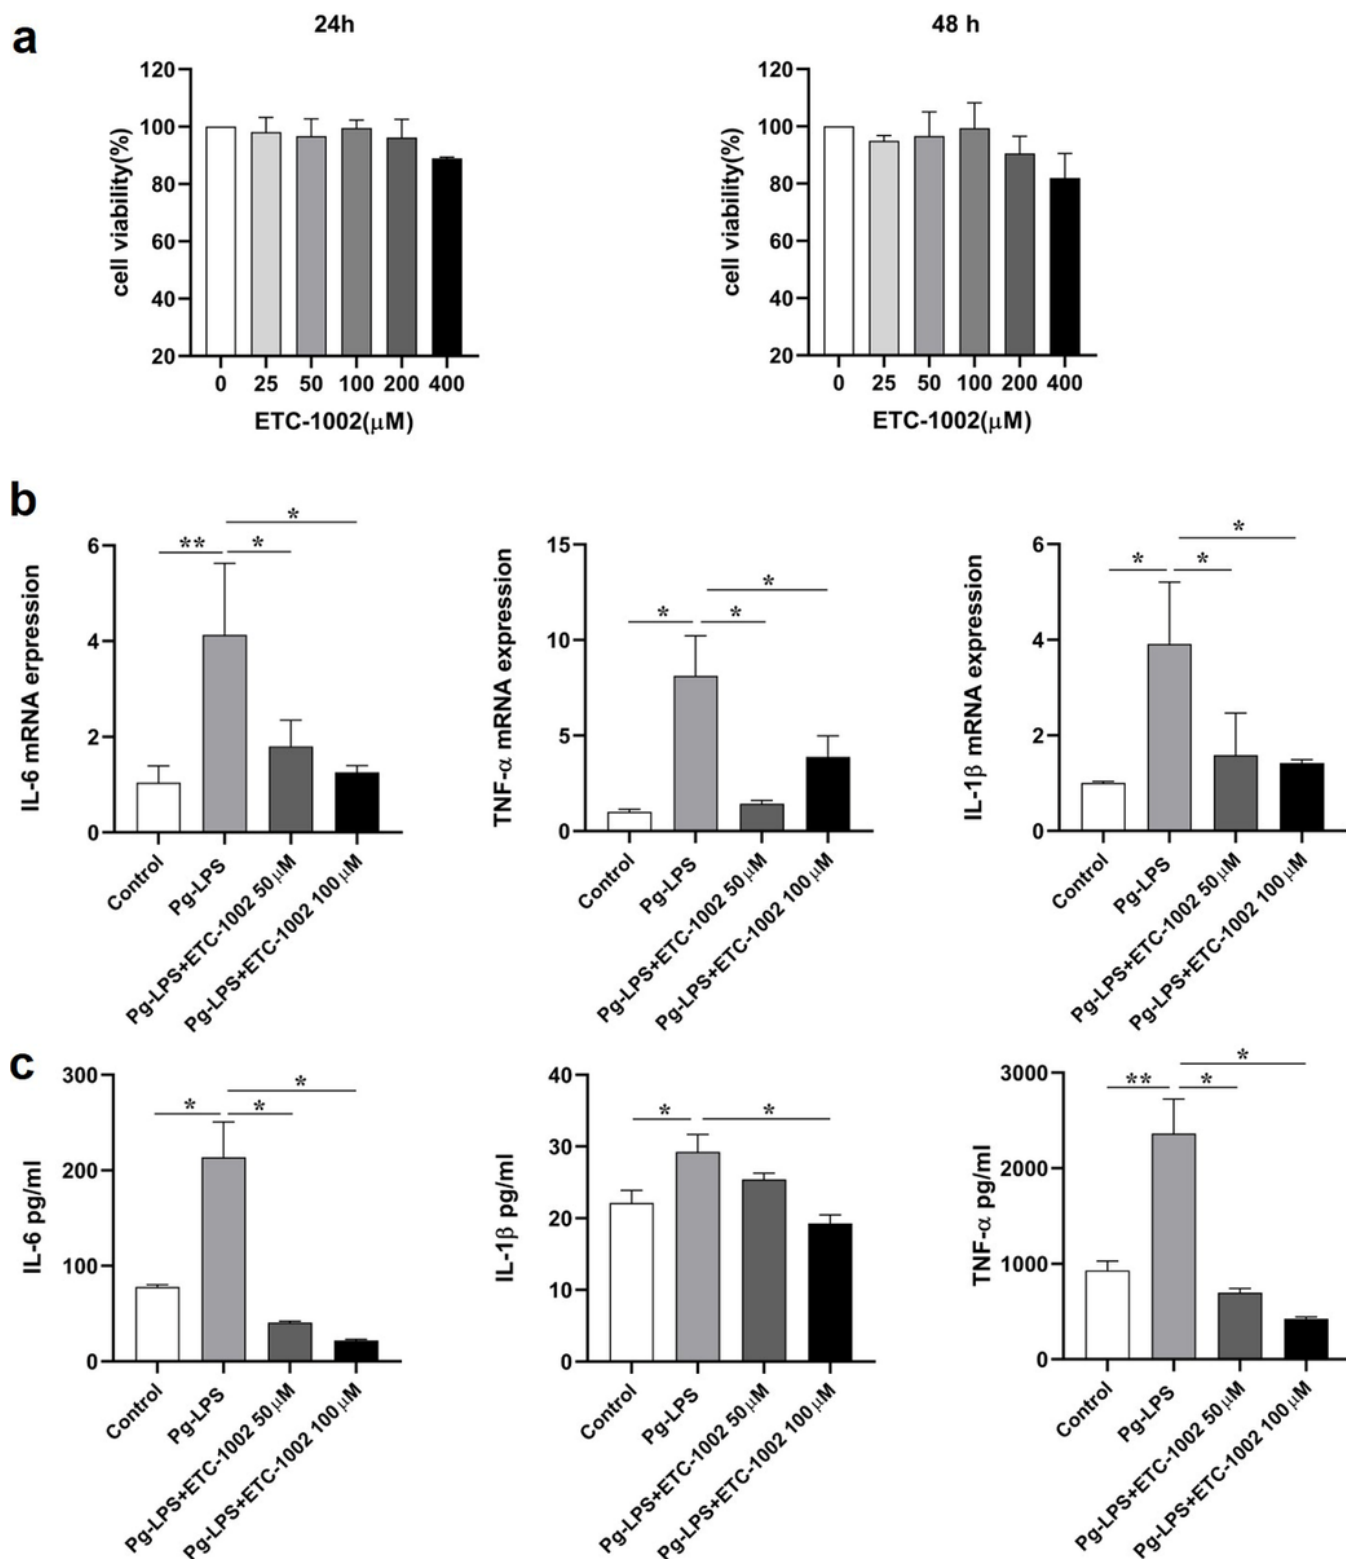 a
24h
48 h
cell viability(%)
120
100
80
60
40
20
0 25 50 100 200 400
ETC-1002(μM)
cell viability(%)
120
100
80
60
40
20
0 25 50 100 200 400
ETC-1002(μM)
b
IL-6 mRNA erpression
6
4
2
0
** * *
Control
Pg-LPS
Pg-LPS+ETC-1002 50μM
Pg-LPS+ETC-1002 100μM
TNF-α mRNA expression
15
10
5
0
* * *
Control
Pg-LPS
Pg-LPS+ETC-1002 50μM
Pg-LPS+ETC-1002 100μM
IL-1β mRNA expression
6
4
2
0
* * *
Control
Pg-LPS
Pg-LPS+ETC-1002 50μM
Pg-LPS+ETC-1002 100μM
c
IL-6 pg/ml
300
200
100
0
* * *
Control
Pg-LPS
Pg-LPS+ETC-1002 50μM
Pg-LPS+ETC-1002 100μM
IL-1β pg/ml
40
30
20
10
0
* *
Control
Pg-LPS
Pg-LPS+ETC-1002 50μM
Pg-LPS+ETC-1002 100μM
TNF-α pg/ml
3000
2000
1000
0
** * *
Control
Pg-LPS
Pg-LPS+ETC-1002 50μM
Pg-LPS+ETC-1002 100μM